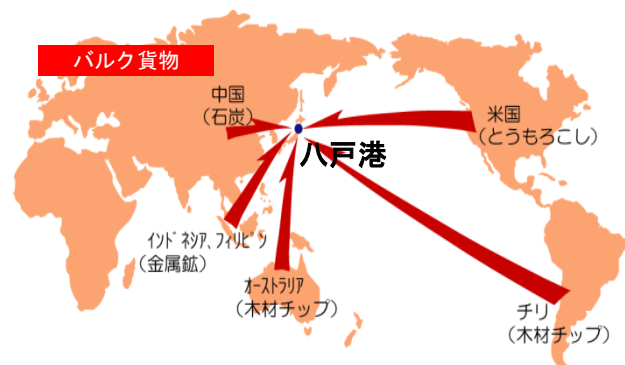 バルク貨物
中国
（石炭）
米国
（とうもろこし）
八戸港
ｲﾝﾄﾞﾈｼｱ、ﾌｨﾘﾋﾟﾝ
（金属鉱）
ｵｰｽﾄﾗﾘｱ
（木材チップ）
チリ
（木材チップ）